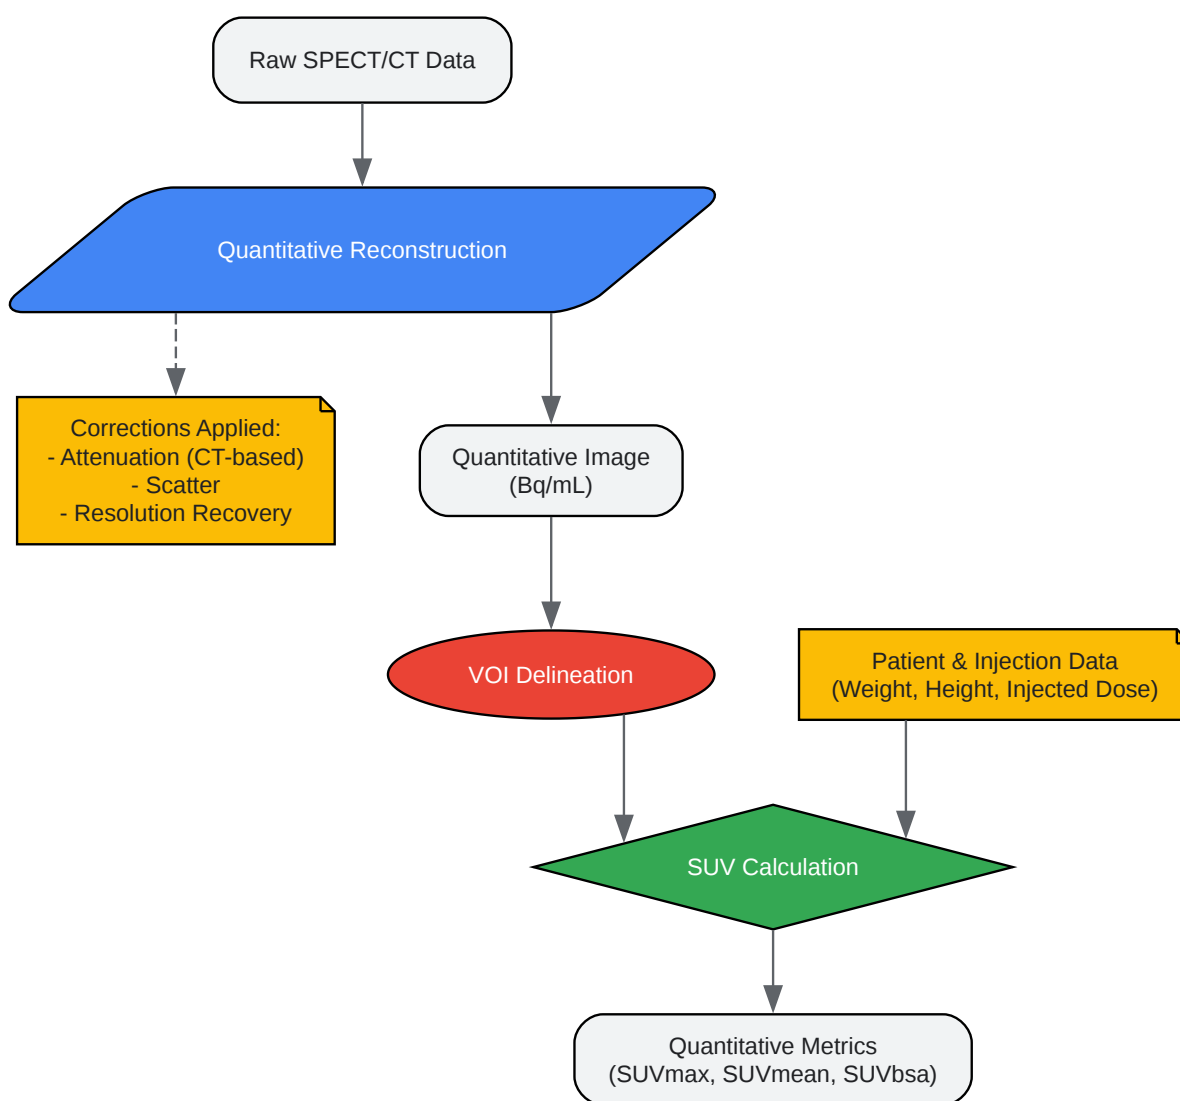 Raw SPECT/CT Data
Quantitative Reconstruction
Corrections Applied:
- Attenuation (CT-based)
- Scatter
- Resolution Recovery
Quantitative Image
(Bq/mL)
VOI Delineation
Patient & Injection Data
(Weight, Height, Injected Dose)
SUV Calculation
Quantitative Metrics
(SUVmax, SUVmean, SUVbsa)